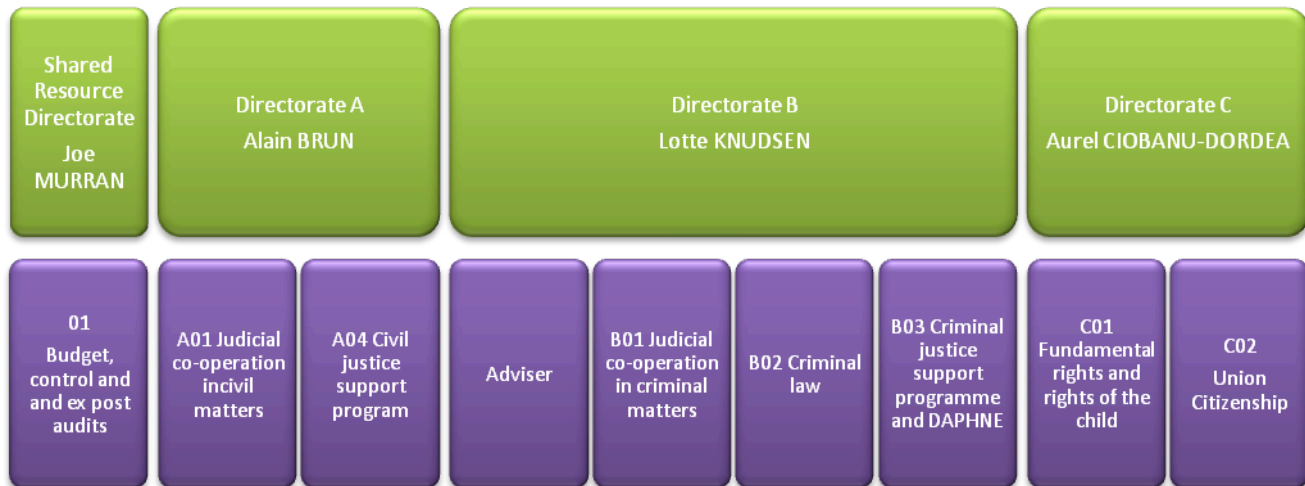 Shared
Resource
Directorate
Joe
MURRAN
Directorate A
Alain BRUN
Directorate B
Lotte KNUDSEN
Directorate C
Aurel CIOBANU-DORDEA
01
Budget,
control and
and ex post
audits
A01 Judicial
co-operation
incivil
matters
A04 Civil
justice
support
program
Adviser
B01 Judicial
co-operation
in criminal
matters
B02 Criminal
law
B03 Criminal
justice
support
programme
and DAPHNE
C01
Fundamental
rights and
rights of the
child
C02
Union
Citizenship